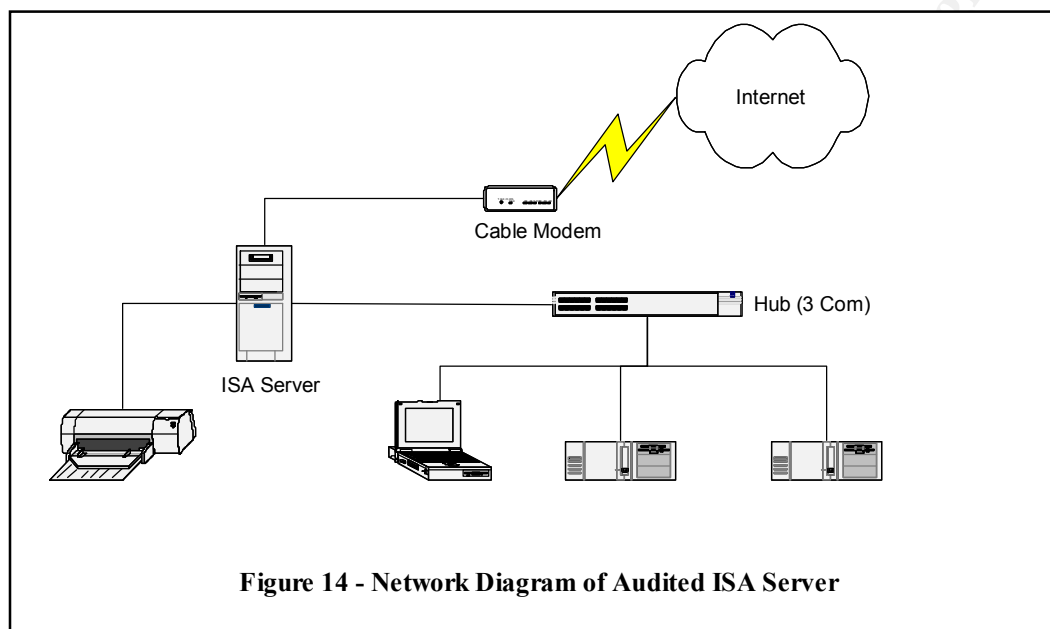 Internet
Cable Modem
Hub (3 Com)
ISA Server
Figure 14 - Network Diagram of Audited ISA Server